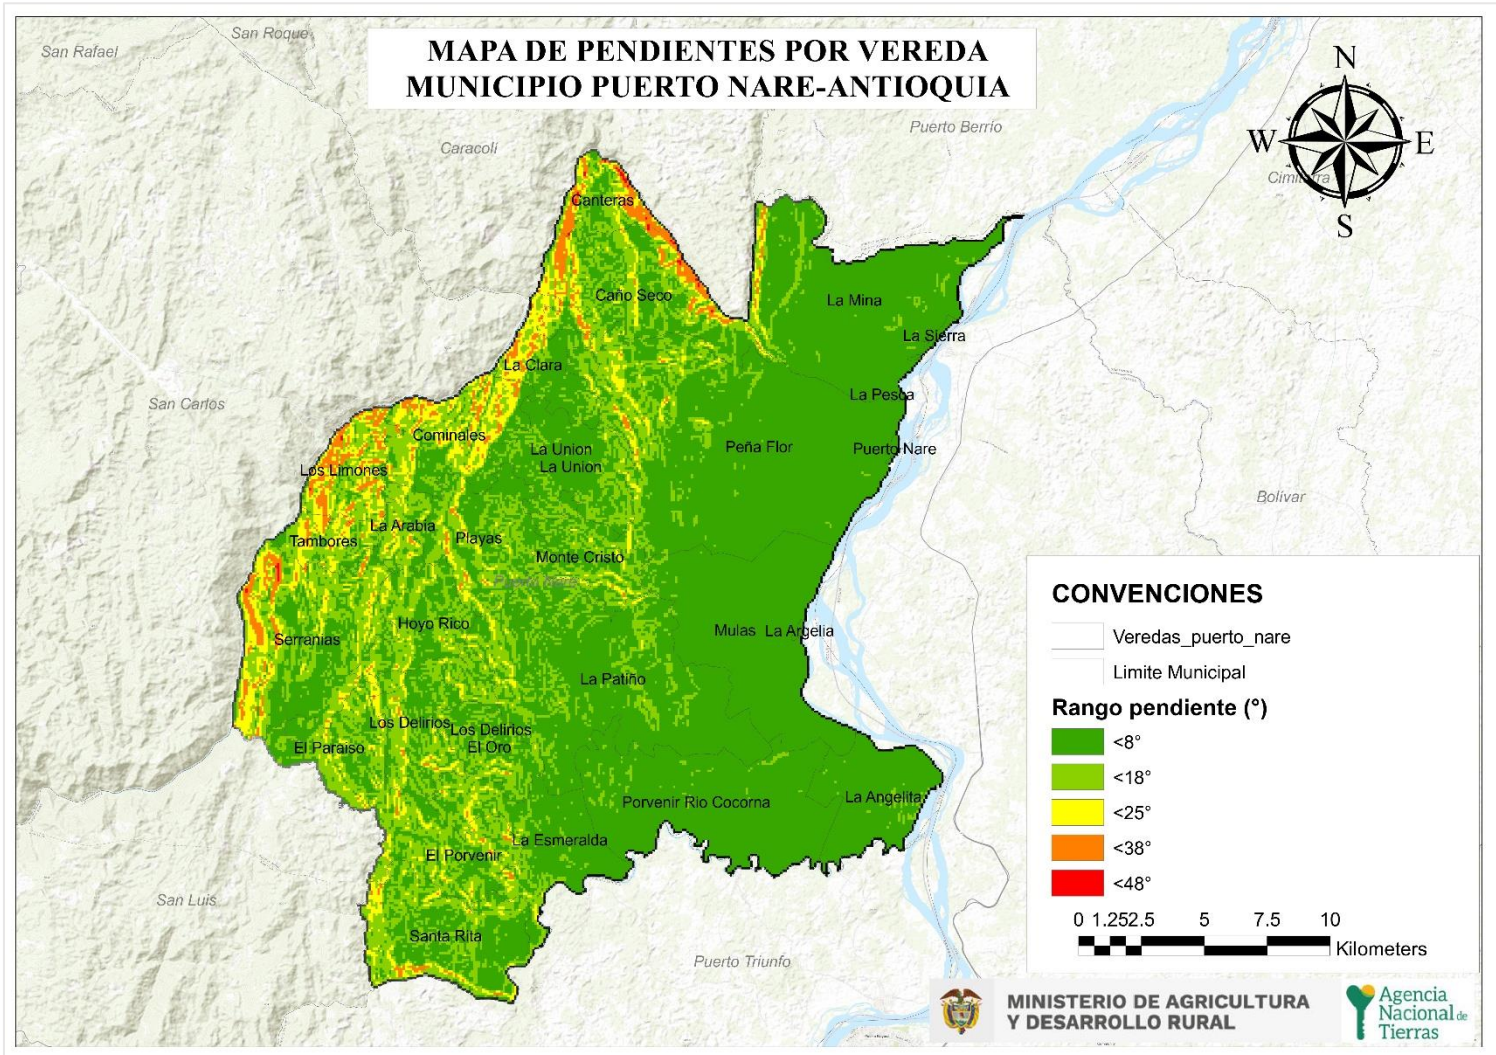 MAPA DE PENDIENTES POR VEREDA
MUNICIPIO PUERTO NARE-ANTIOQUIA
San Roque
San Rafael
Puerto Berrio
Caracolí
N
W
E
S
Canteras
Caño Seco
La Mina
La Sierra
La Clara
La Pesca
San Carlos
Cominales
La Union
La Union
Peña Flor
Puerto Nare
Los Limones
Bolívar
La Arabia
Playas
Tambores
Monte Cristo
Hoyo Rico
Mulas
La Argelia
Serranias
La Patiño
Los Delirios
Los Delirios
El Oro
El Paraiso
Porvenir Rio Cocorna
La Angelita
La Esmeralda
El Porvenir
San Luis
Santa Rita
Puerto Triunfo
CONVENCIONES
Veredas_puerto_nare
Limite Municipal
Rango pendiente (°)
<8°
<18°
<25°
<38°
<48°
0 1.252.5 5 7.5 10
Kilometers
MINISTERIO DE AGRICULTURA
Y DESARROLLO RURAL
Agencia
Nacional de
Tierras